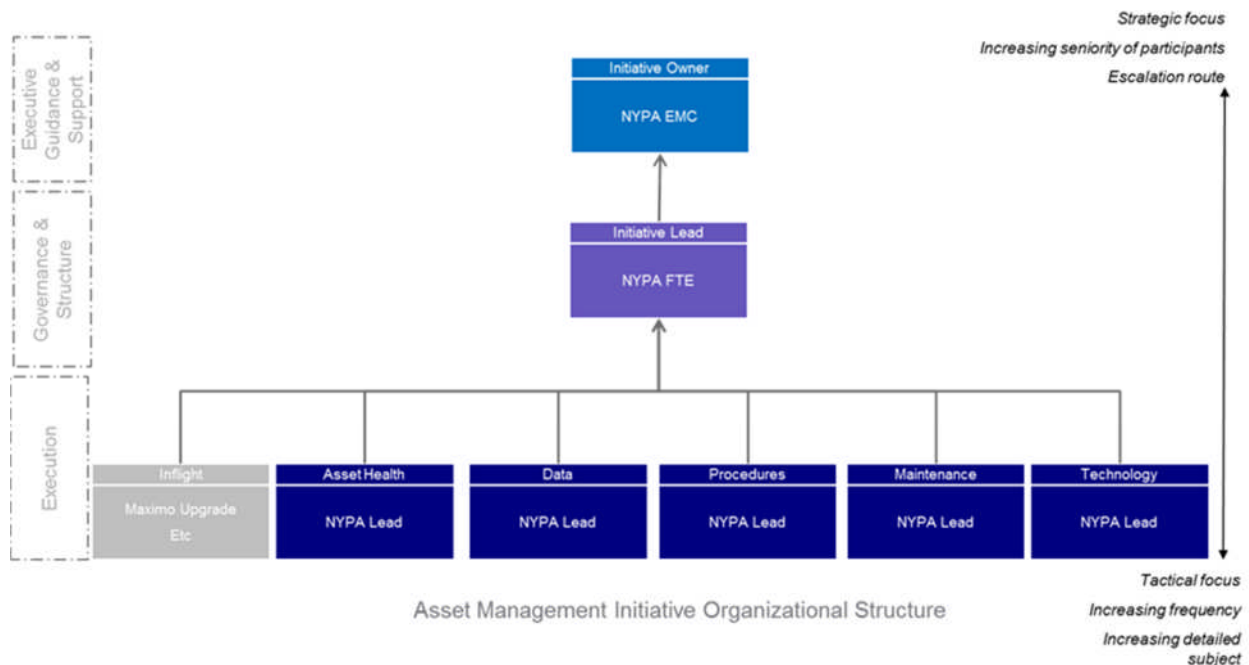 Strategic focus
Increasing seniority of participants
Escalation route
Executive
Guidance &
Support
Initiative Owner
NYPA EMC
Governance &
Structure
Initiative Lead
NYPA FTE
Execution
Inflight
Maximo Upgrade
Etc
Asset Health
NYPA Lead
Data
NYPA Lead
Procedures
NYPA Lead
Maintenance
NYPA Lead
Technology
NYPA Lead
Tactical focus
Increasing frequency
Increasing detailed
subject
Asset Management Initiative Organizational Structure